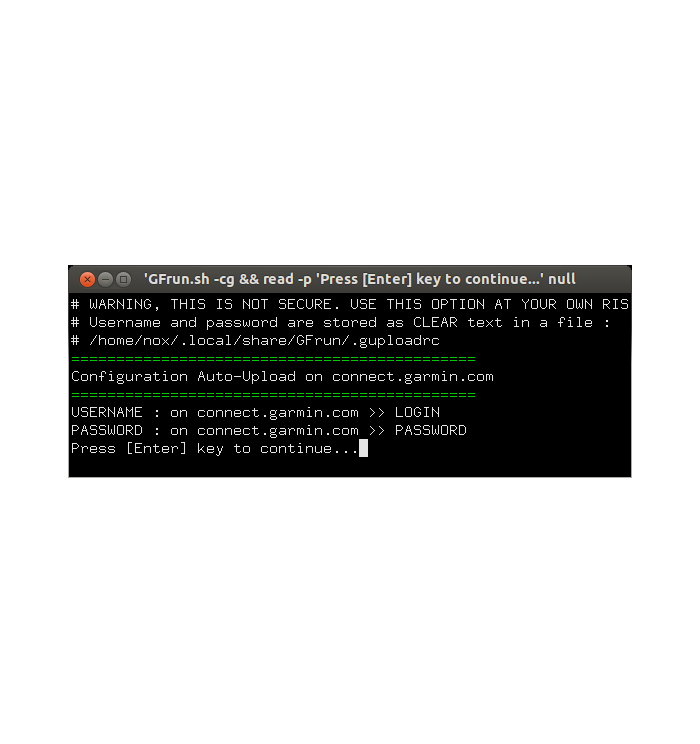 'GFrun.sh -cg && read -p 'Press [Enter] key to continue...' null
# WARNING, THIS IS NOT SECURE. USE THIS OPTION AT YOUR OWN RIS
# Username and password are stored as CLEAR text in a file :
# /home/nox/.local/share/GFrun/.guploadrc
=============================================
Configuration Auto-Upload on connect.garmin.com
=============================================
USERNAME : on connect.garmin.com >> LOGIN
PASSWORD : on connect.garmin.com >> PASSWORD
Press [Enter] key to continue...